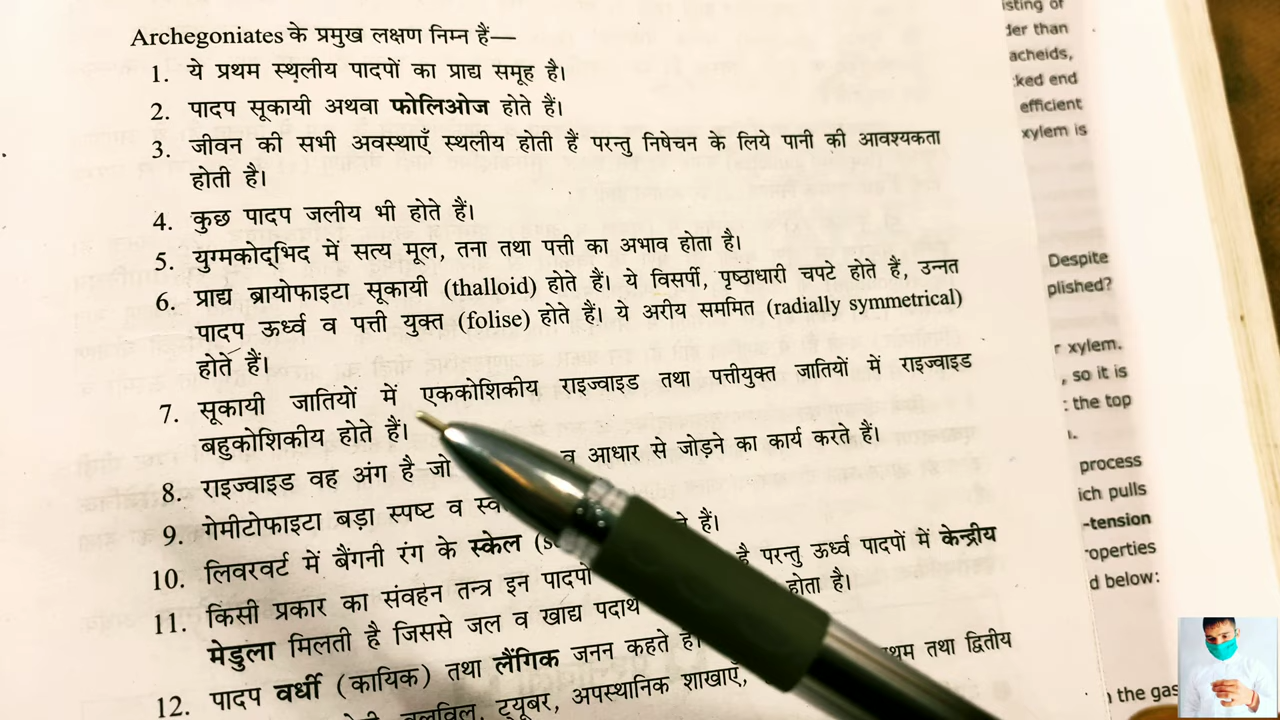 Archegoniates के प्रमुख लक्षण निम्न हैं—
1. ये प्रथम स्थलीय पादपों का प्राद्य समूह है।
2. पादप सूकायी अथवा फोलिओज होते हैं।
3. जीवन की सभी अवस्थाएँ स्थलीय होती हैं परन्तु निषेचन के लिये पानी की आवश्यकता
होती है।
4. कुछ पादप जलीय भी होते हैं।
5. युग्मकोद्‌भिद में सत्य मूल, तना तथा पत्ती का अभाव होता है।
6. प्राद्य ब्रायोफाइटा सूकायी (thalloid) होते हैं। ये विसर्पी, पृष्ठाधारी चपटे होते हैं, उन्नत
पादप ऊर्ध्व व पत्ती युक्त (folise) होते हैं। ये अरीय सममित (radially symmetrical)
होते हैं।
7. सूकायी जातियों में एककोशिकीय राइज्वाइड तथा पत्तीयुक्त जातियों में राइज्वाइड
बहुकोशिकीय होते हैं।
8. राइज्वाइड वह अंग है जो व आधार से जोड़ने का कार्य करते हैं।
9. गेमीटोफाइटा बड़ा स्पष्ट व
10. लिवरवर्ट में बैंगनी रंग के स्केल हैं।
11. किसी प्रकार का संवहन तन्त्र इन पादपों है परन्तु ऊर्ध्व पादपों में केन्द्रीय
मेडुला मिलती है जिससे जल व खाद्य पदार्थ होता है।
12. पादप वर्धी (कायिक) तथा लैंगिक जनन कहते हैं। तथा द्वितीय
ट्यूबर, अपस्थानिक शाखाएँ,
isting of
der than
acheids,
ked end
efficient
xylem is
Despite
plished?
r xylem.
, so it is
: the top
process
ich pulls
-tension
operties
d below:
the gas